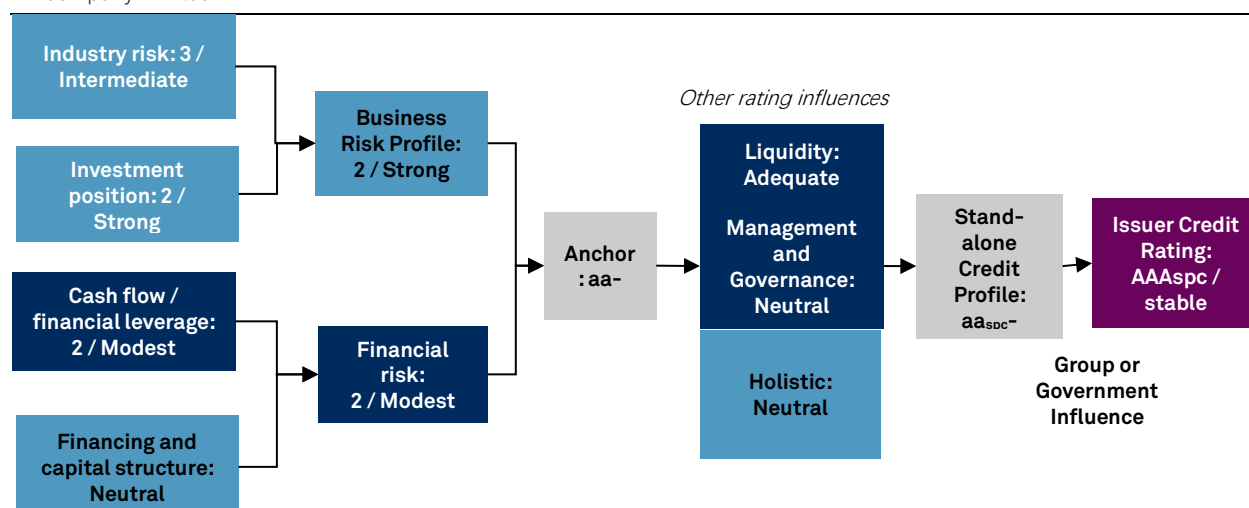 Industry risk: 3 /
Intermediate
Investment
position: 2 /
Strong
Cash flow /
financial leverage:
2 / Modest
Financing and
capital structure:
Neutral
Business
Risk Profile:
2 / Strong
Financial
risk:
2 / Modest
Anchor
: aa-
Other rating influences
Liquidity:
Adequate
Management
and
Governance:
Neutral
Holistic:
Neutral
Stand-
alone
Credit
Profile:
aaspc-
Issuer Credit
Rating:
AAAspc /
stable
Group or
Government
Influence